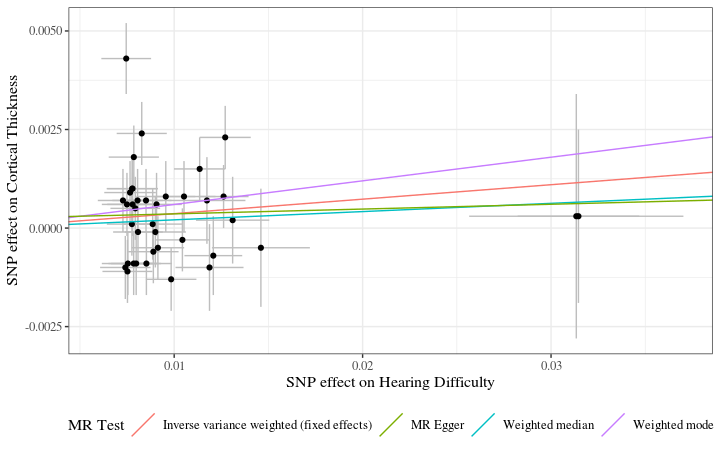 0.0050
0.0025
0.0000
-0.0025
SNP effect on Cortical Thickness
0.01 0.02 0.03
SNP effect on Hearing Difficulty
MR Test Inverse variance weighted (fixed effects) MR Egger Weighted median Weighted mode